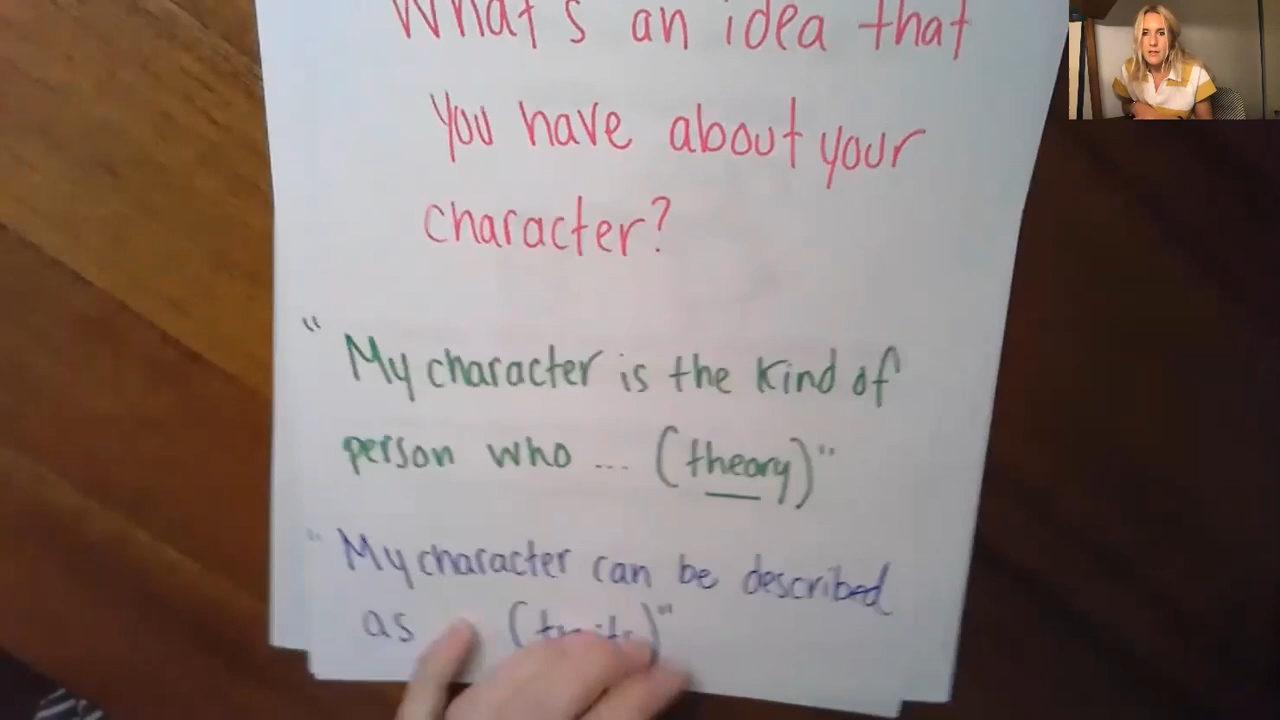 What's an idea that
you have about your
character?
"My character is the kind of
person who ... (theory)"
"My character can be described
as (traits)"